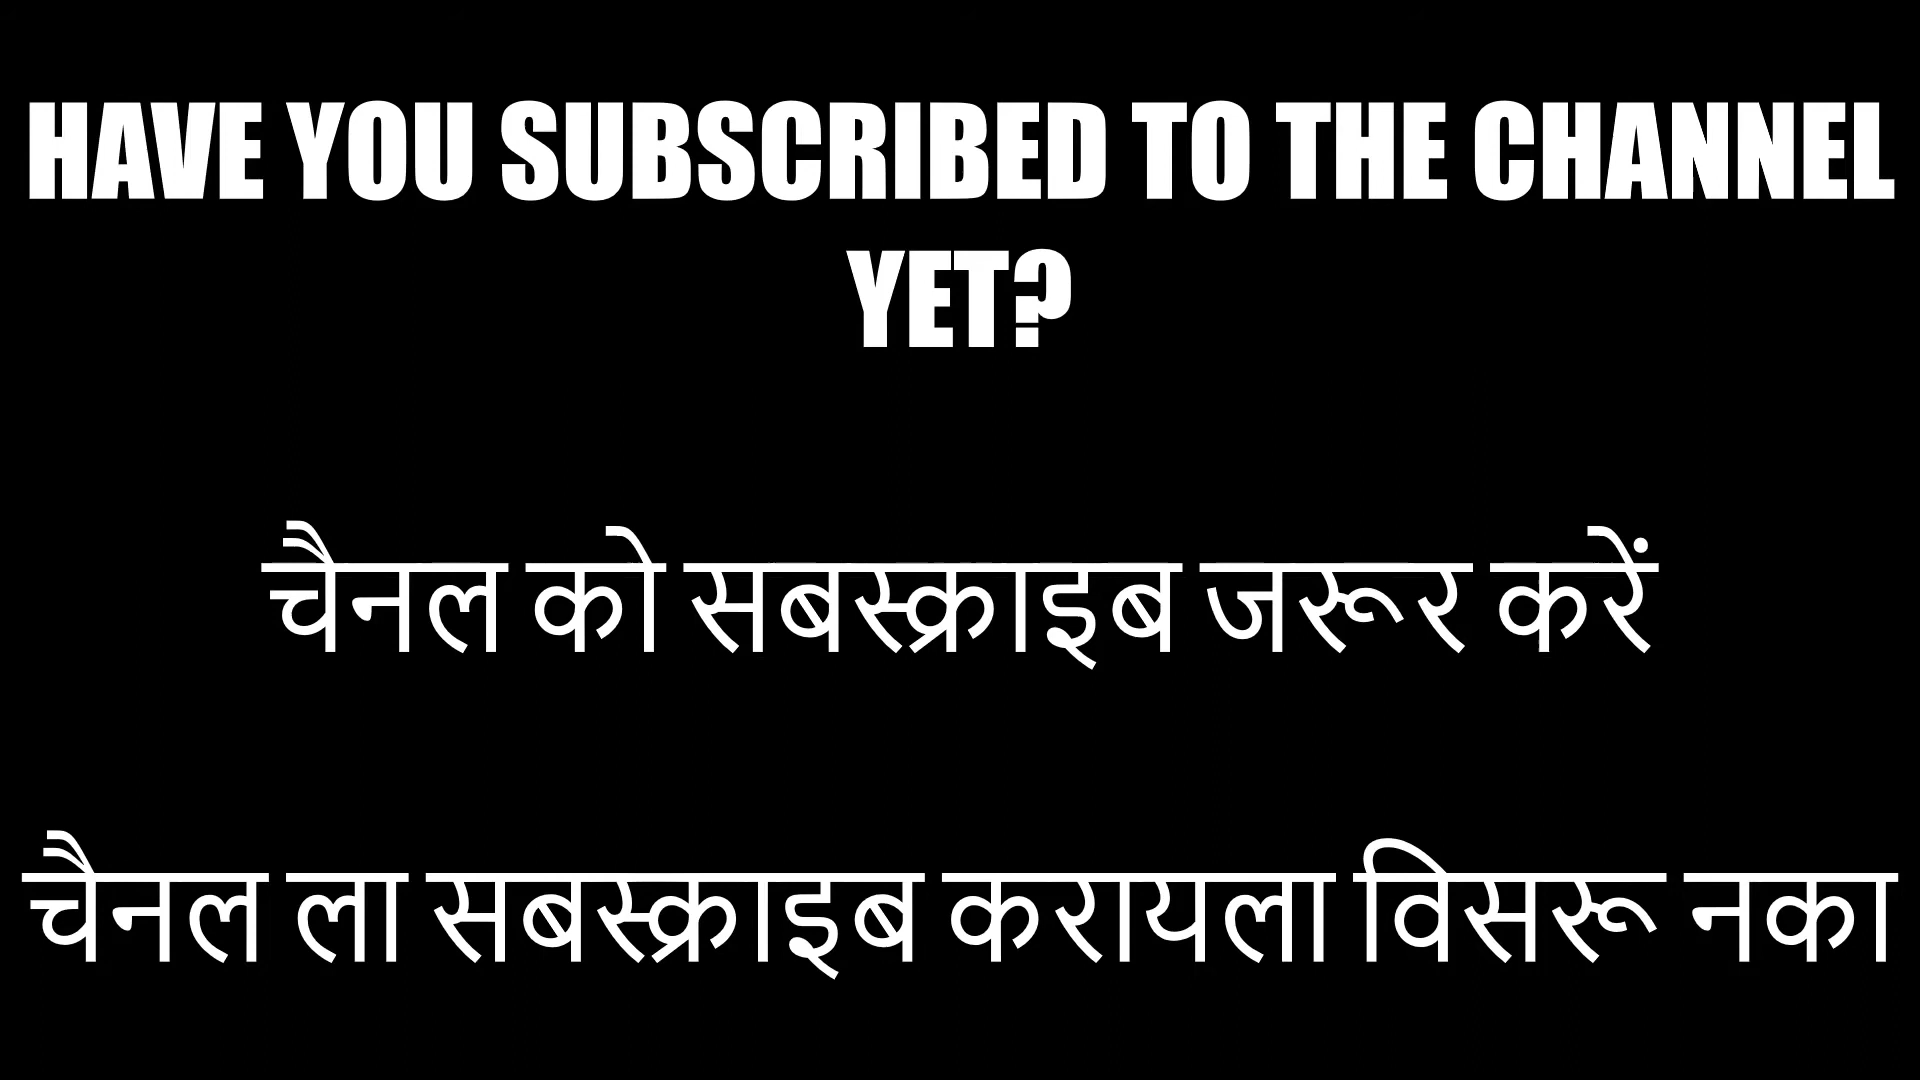 HAVE YOU SUBSCRIBED TO THE CHANNEL
YET?
चैनल को सबस्क्राइब जरूर करें
चैनल ला सबस्क्राइब करायला विसरू नका